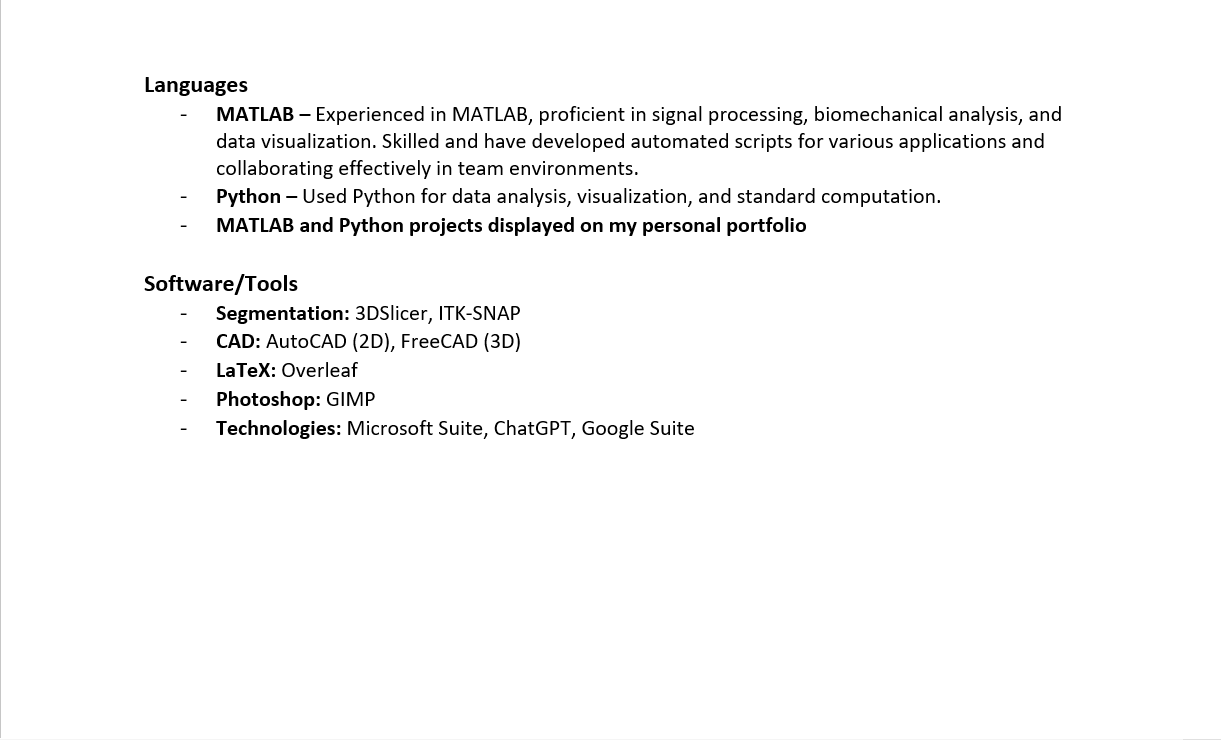 Languages
- MATLAB – Experienced in MATLAB, proficient in signal processing, biomechanical analysis, and
data visualization. Skilled and have developed automated scripts for various applications and
collaborating effectively in team environments.
- Python – Used Python for data analysis, visualization, and standard computation.
- MATLAB and Python projects displayed on my personal portfolio
Software/Tools
- Segmentation: 3DSlicer, ITK-SNAP
- CAD: AutoCAD (2D), FreeCAD (3D)
- LaTeX: Overleaf
- Photoshop: GIMP
- Technologies: Microsoft Suite, ChatGPT, Google Suite